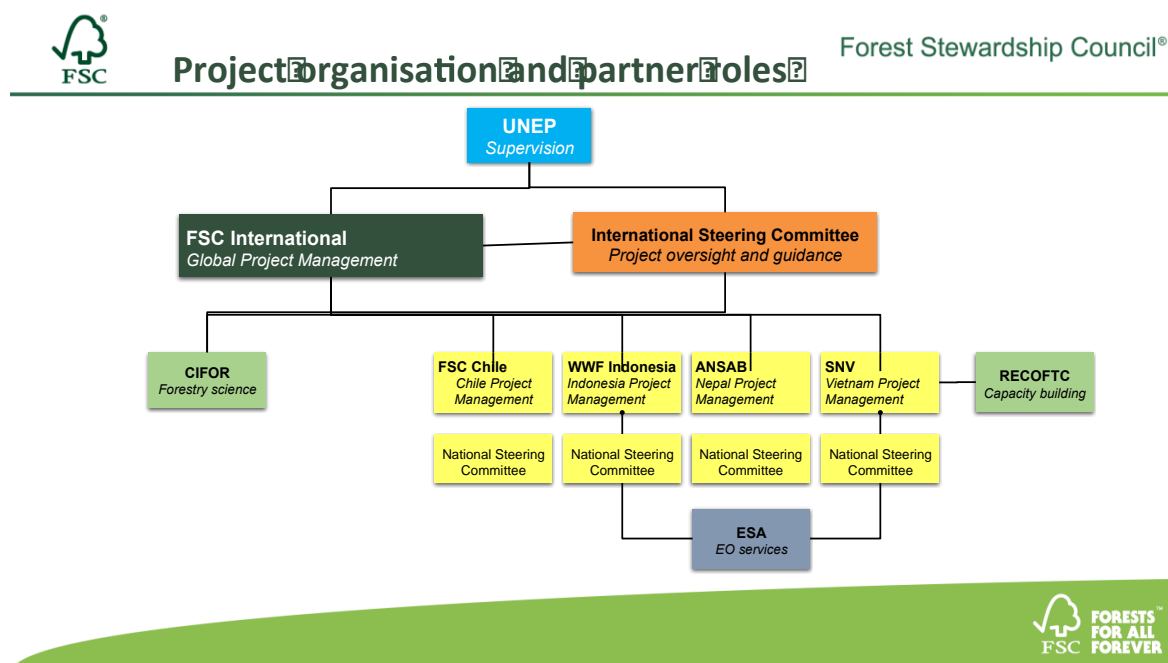 FSC
Project organisation and partner roles
Forest Stewardship Council®
UNEP
Supervision
FSC International
Global Project Management
International Steering Committee
Project oversight and guidance
CIFOR
Forestry science
FSC Chile
Chile Project
Management
WWF Indonesia
Indonesia Project
Management
ANSAB
Nepal Project
Management
SNV
Vietnam Project
Management
RECOFTC
Capacity building
National Steering
Committee
National Steering
Committee
National Steering
Committee
National Steering
Committee
ESA
EO services
FSC
FORESTS
FOR ALL
FOREVER™